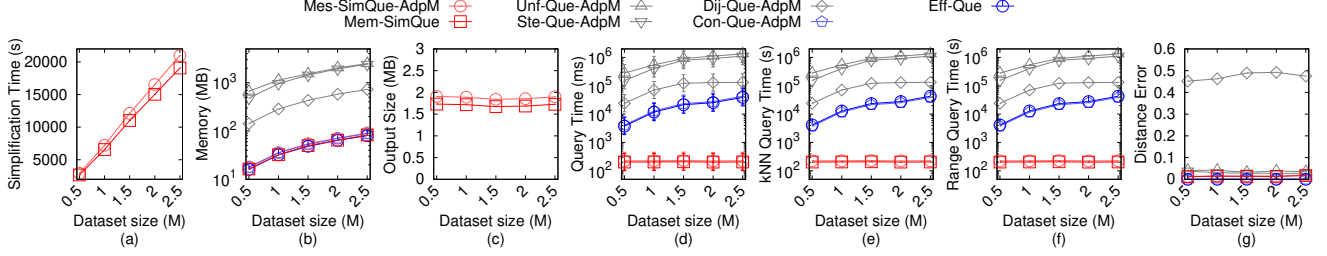 Mes-SimQue-AdpM Unf-Que-AdpM Dij-Que-AdpM Eff-Que
Mem-SimQue Ste-Que-AdpM Con-Que-AdpM
Simplification Time (s)
20000
15000
10000
5000
0.5 1 1.5 2 2.5
Dataset size (M)
(a)
Memory (MB)
10^3
10^2
10^1
0.5 1 1.5 2 2.5
Dataset size (M)
(b)
Output Size (MB)
3
2.5
2
1.5
1
0.5
0
0.5 1 1.5 2 2.5
Dataset size (M)
(c)
Query Time (ms)
10^6
10^5
10^4
10^3
10^2
0.5 1 1.5 2 2.5
Dataset size (M)
(d)
kNN Query Time (s)
10^6
10^5
10^4
10^3
10^2
0.5 1 1.5 2 2.5
Dataset size (M)
(e)
Range Query Time (s)
10^6
10^5
10^4
10^3
10^2
0.5 1 1.5 2 2.5
Dataset size (M)
(f)
Distance Error
0.6
0.5
0.4
0.3
0.2
0.1
0
0.5 1 1.5 2 2.5
Dataset size (M)
(g)